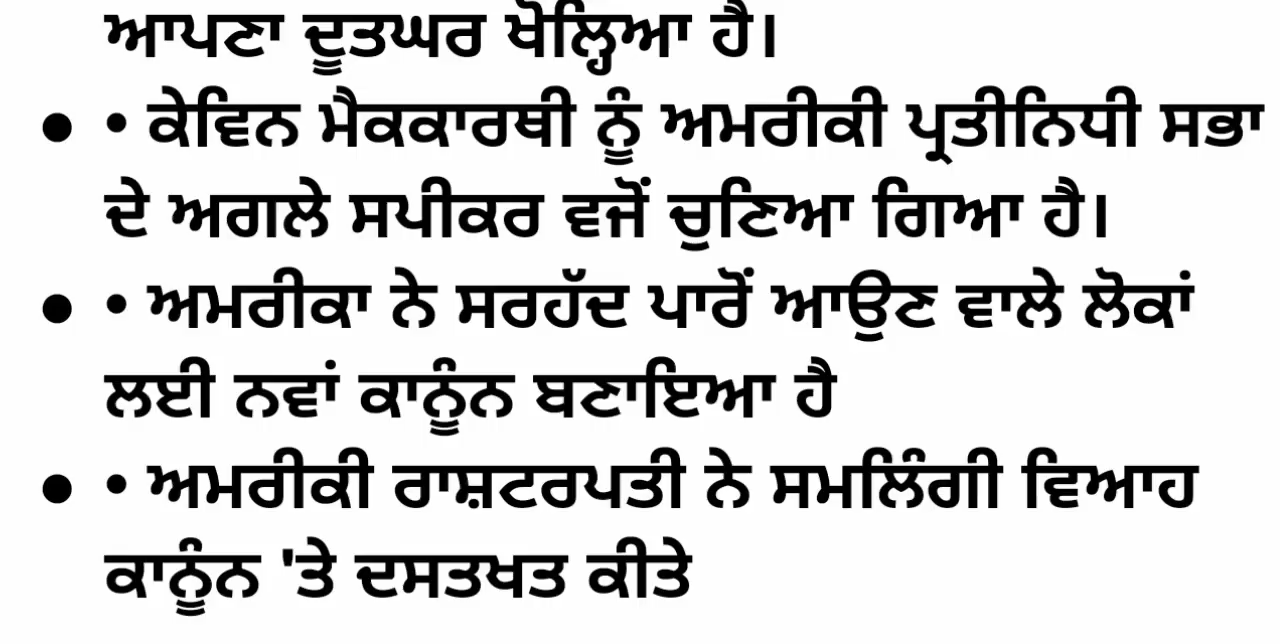 ਆਪਣਾ ਦੂਤਘਰ ਖੋਲ੍ਹਿਆ ਹੈ।
• • ਕੇਵਿਨ ਮੈਕਕਾਰਥੀ ਨੂੰ ਅਮਰੀਕੀ ਪ੍ਰਤੀਨਿਧੀ ਸਭਾ
ਦੇ ਅਗਲੇ ਸਪੀਕਰ ਵਜੋਂ ਚੁਣਿਆ ਗਿਆ ਹੈ।
• • ਅਮਰੀਕਾ ਨੇ ਸਰਹੱਦ ਪਾਰੋਂ ਆਉਣ ਵਾਲੇ ਲੋਕਾਂ
ਲਈ ਨਵਾਂ ਕਾਨੂੰਨ ਬਣਾਇਆ ਹੈ
• • ਅਮਰੀਕੀ ਰਾਸ਼ਟਰਪਤੀ ਨੇ ਸਮਲਿੰਗੀ ਵਿਆਹ
ਕਾਨੂੰਨ 'ਤੇ ਦਸਤਖਤ ਕੀਤੇ